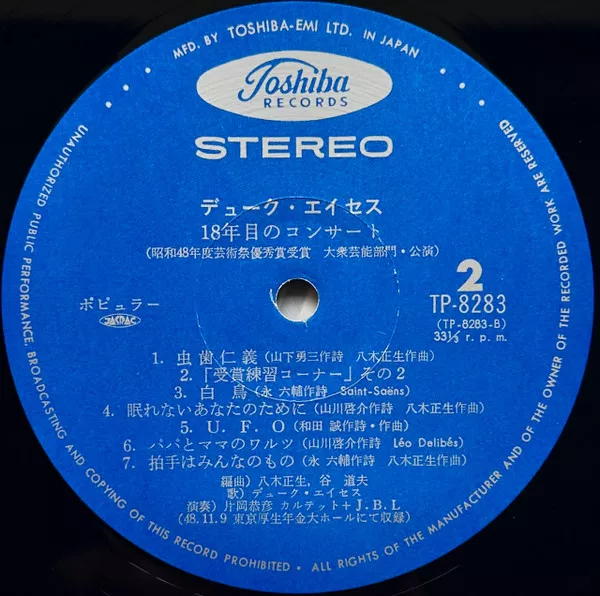 MFD. BY TOSHIBA-EMI LTD. IN JAPAN
Toshiba
RECORDS
STEREO
デューク・エイセス
18年目のコンサート
(昭和48年度芸術祭優秀賞受賞 大衆芸能部門・公演)
2
TP-8283
(TP-8283-B)
33⅓ r. p. m.
ポピュラー
JASRAC
1. 虫歯仁義(山下勇三作詩 八木正生作曲)
2.「受賞練習コーナー」その2
3. 白鳥(永 六輔作詩 Saint-Saëns)
4. 眠れないあなたのために(山川啓介作詩 八木正生作曲)
5. U. F. O(和田 誠作詩・作曲)
6. パパとママのワルツ(山川啓介作詩 Léo Delibés)
7. 拍手はみんなのもの(永 六輔作詩 八木正生作曲)
編曲)八木正生, 谷 道夫
歌)デューク・エイセス
演奏)片岡恭彦 カルテット+J.B.L
(48.11.9 東京厚生年金大ホールにて収録)
UNAUTHORIZED PUBLIC PERFORMANCE, BROADCASTING AND COPYING OF THIS RECORD PROHIBITED • ALL RIGHTS OF THE MANUFACTURER AND OF THE OWNER OF THE RECORDED WORK ARE RESERVED